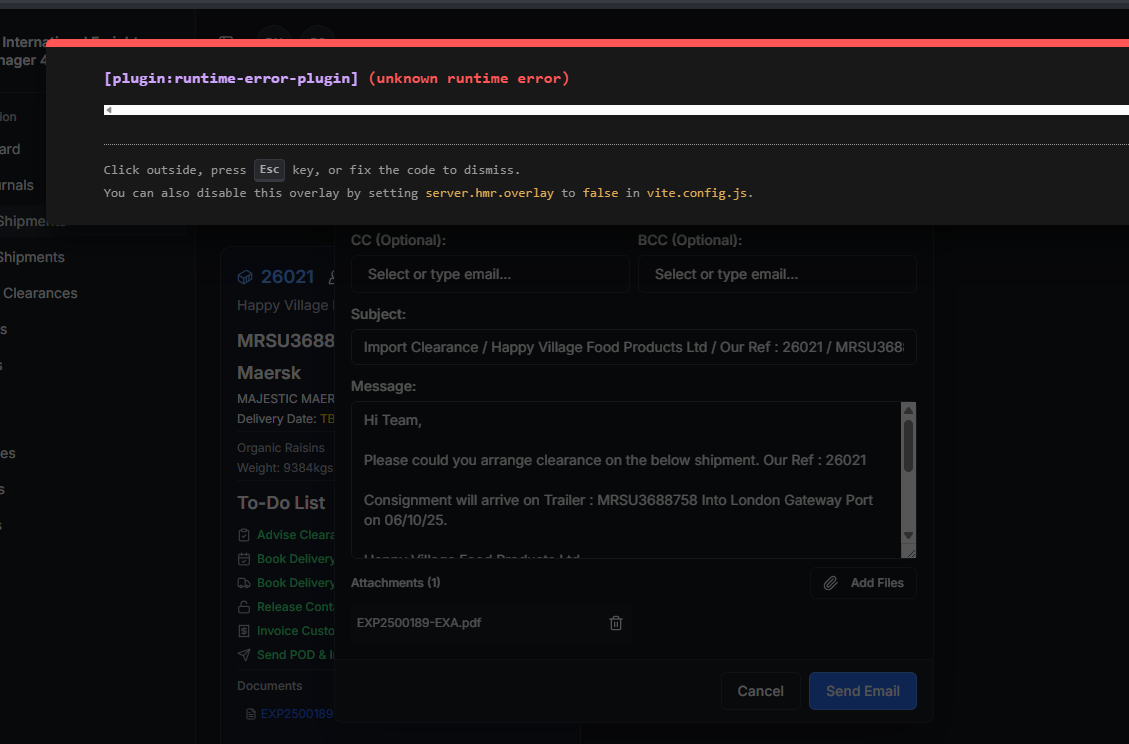 [plugin:runtime-error-plugin] (unknown runtime error)
Click outside, press Esc key, or fix the code to dismiss.
You can also disable this overlay by setting server.hmr.overlay to false in vite.config.js.
CC (Optional):
BCC (Optional):
Select or type email...
Select or type email...
Subject:
Import Clearance / Happy Village Food Products Ltd / Our Ref : 26021 / MRSU368
Message:
Hi Team,
Please could you arrange clearance on the below shipment. Our Ref : 26021
Consignment will arrive on Trailer : MRSU3688758 Into London Gateway Port
on 06/10/25.
Happy Village Food Products Ltd
Attachments (1)
Add Files
EXP2500189-EXA.pdf
Cancel
Send Email
26021
Happy Village
MRSU3688
Maersk
MAJESTIC MAER
Delivery Date: TB
Organic Raisins
Weight: 9384kgs
To-Do List
Advise Cleara
Book Delivery
Book Delivery
Release Conta
Invoice Custo
Send POD & I
Documents
EXP2500189
Internati
nager 4
ion
ard
rnals
Shipments
Shipments
Clearances
s
s
es
s
s